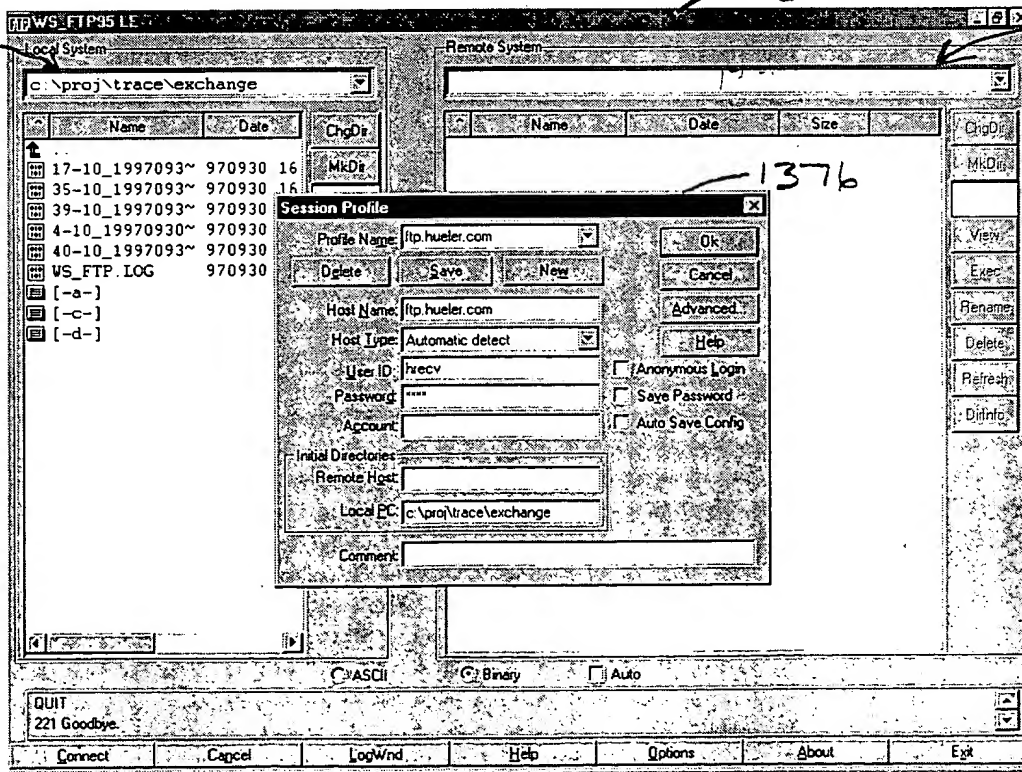 WS_FTP95 LE
Local System
Remote System
c:\proj\trace\exchange
Name Date
ChgDir
Name Date Size
ChgDir
..
MkDir
MkDir
1376
17-10_1997093~ 970930 16
35-10_1997093~ 970930 16
39-10_1997093~ 970930
4-10_19970930~ 970930
40-10_1997093~ 970930
WS_FTP.LOG 970930
[-a-]
[-c-]
[-d-]
Session Profile
Profile Name: ftp.hueler.com
Ok
Delete Save New
Cancel
Host Name: ftp.hueler.com
Advanced..
Host Type: Automatic detect
Help
User ID: hrecv
Anonymous Login
Password: ****
Save Password
Account:
Auto Save Config
Initial Directories
Remote Host:
Local PC: c:\proj\trace\exchange
Comment:
View
Exec
Rename
Delete
Refresh
DirInfo
ASCII Binary Auto
QUIT
221 Goodbye.
Connect Cancel LogWnd Help Options About Exit